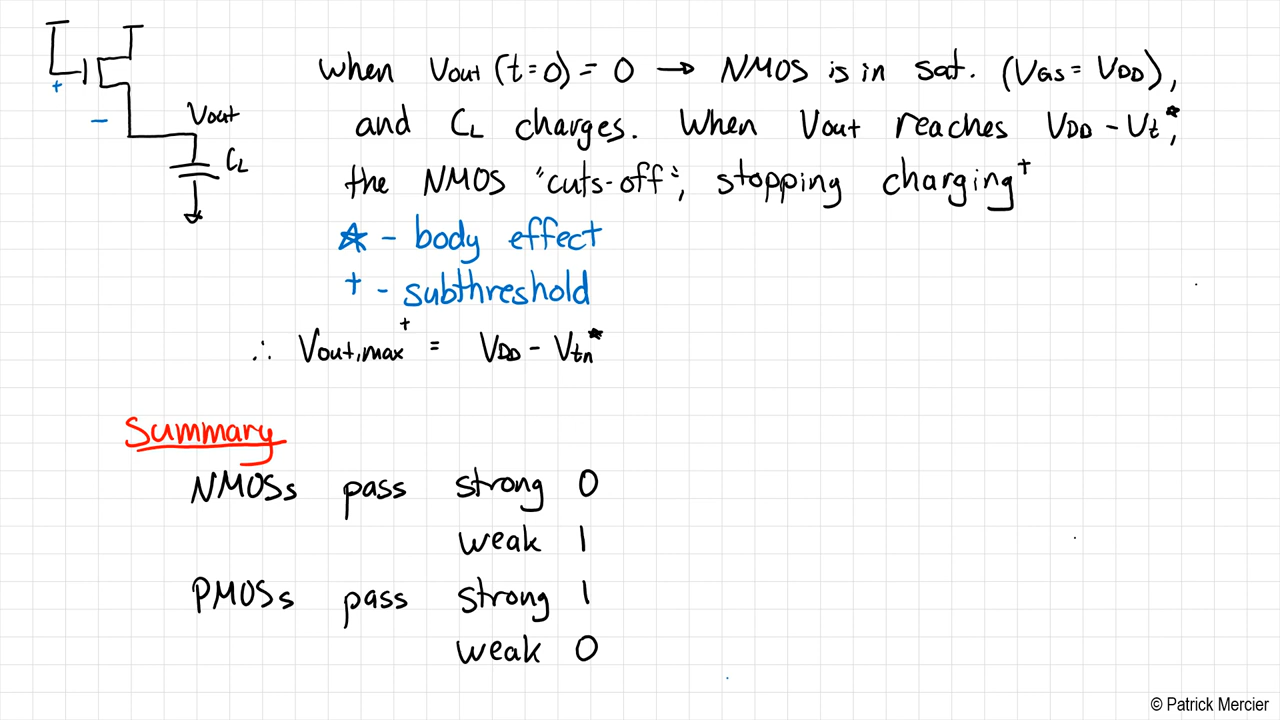 when Vout (t=0) = 0 → NMOS is in sat. (VGS = VDD),
and CL charges. When Vout reaches VDD - Vt*,
the NMOS "cuts-off", stopping charging+
+
-
Vout
CL
* - body effect
+ - subthreshold
∴ Vout,max+ = VDD - Vtn*
Summary
NMOSs pass strong 0
weak 1
PMOSs pass strong 1
weak 0
© Patrick Mercier